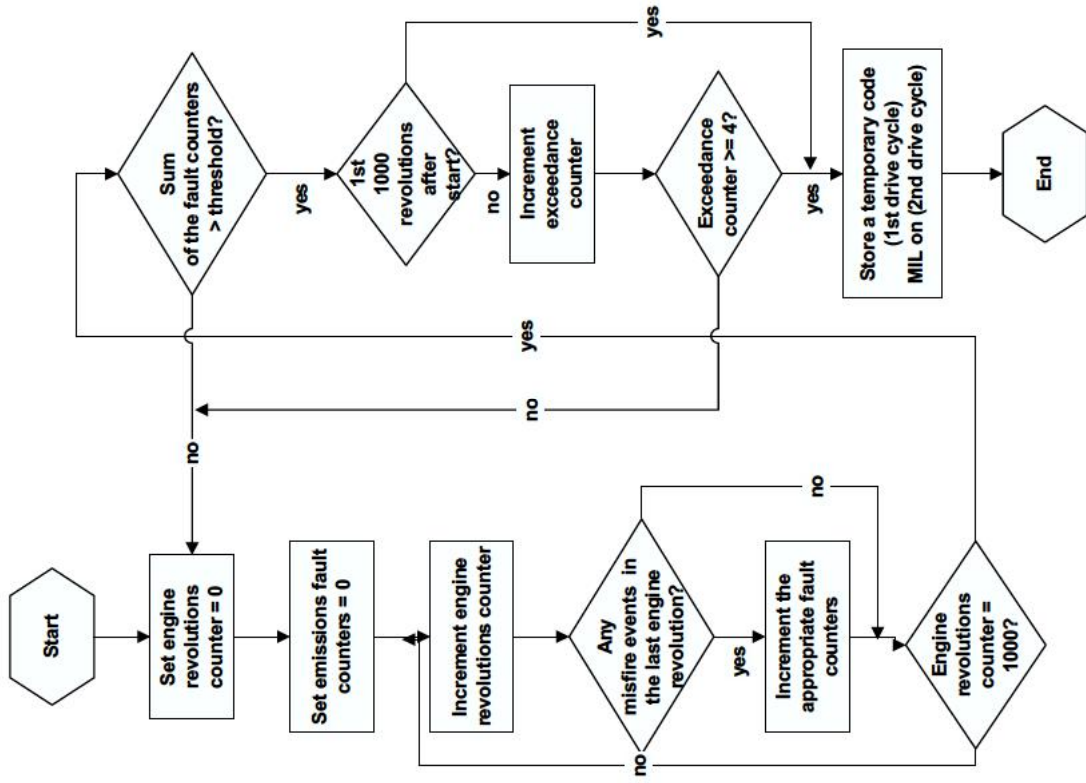 Start
Set engine
revolutions
counter = 0
Set emissions fault
counters = 0
Increment engine
revolutions counter
Any
misfire events in
the last engine
revolution?
yes
no
Increment the
appropriate fault
counters
Engine
revolutions
counter =
1000?
no
yes
Sum
of the fault counters
> threshold?
no
yes
1st
1000
revolutions
after
start?
yes
no
Increment
exceedance
counter
Exceedance
counter >= 4?
no
yes
Store a temporary code
(1st drive cycle)
MIL on (2nd drive cycle)
End